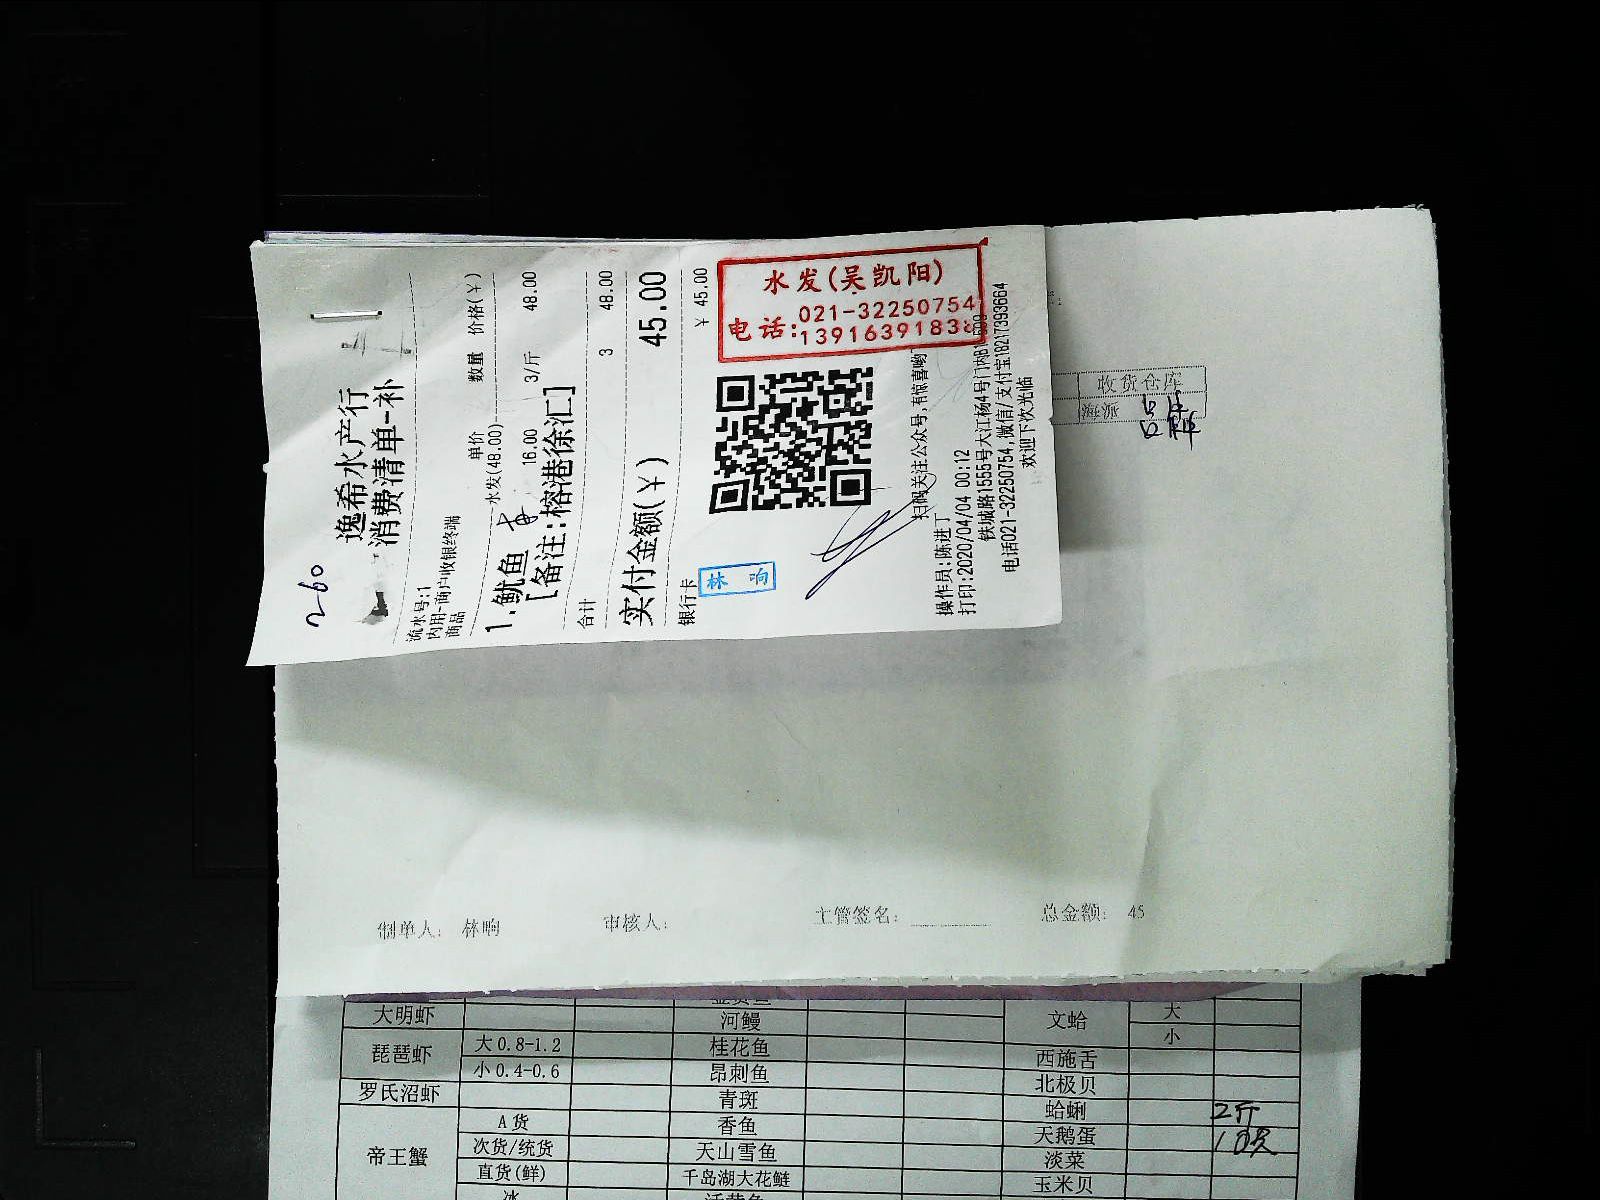 260
逸希水产行
消费清单-补
流水号:1
内用-商户收银终端
商品 单价 数量 价格(￥)
水发(48.00)
1.鱿鱼 16.00 3/斤 48.00
[备注:榕港徐汇]
合计 3 48.00
实付金额(￥) 45.00
银行卡 ￥45.00
林 响
水发(吴凯阳)
电话:021-32250754
扫码关注公众号,有惊喜哟
操作员:陈进丁
打印:2020/04/04 00:12
铁城路1555号大江杨4号门内
电话021-32250754,微信/支付宝18217393664
欢迎下次光临
收货仓库
制单人: 林响 审核人: 主管签名: 总金额: 45
大明虾 河鳗 文蛤 大
小
琵琶虾 大0.8-1.2 桂花鱼 西施舌
小0.4-0.6 昂刺鱼 北极贝
罗氏沼虾 青斑 蛤蜊 2斤
帝王蟹 A货 香鱼 天鹅蛋
次货/统货 天山雪鱼 淡菜
直货(鲜) 千岛湖大花鲢 玉米贝
冰